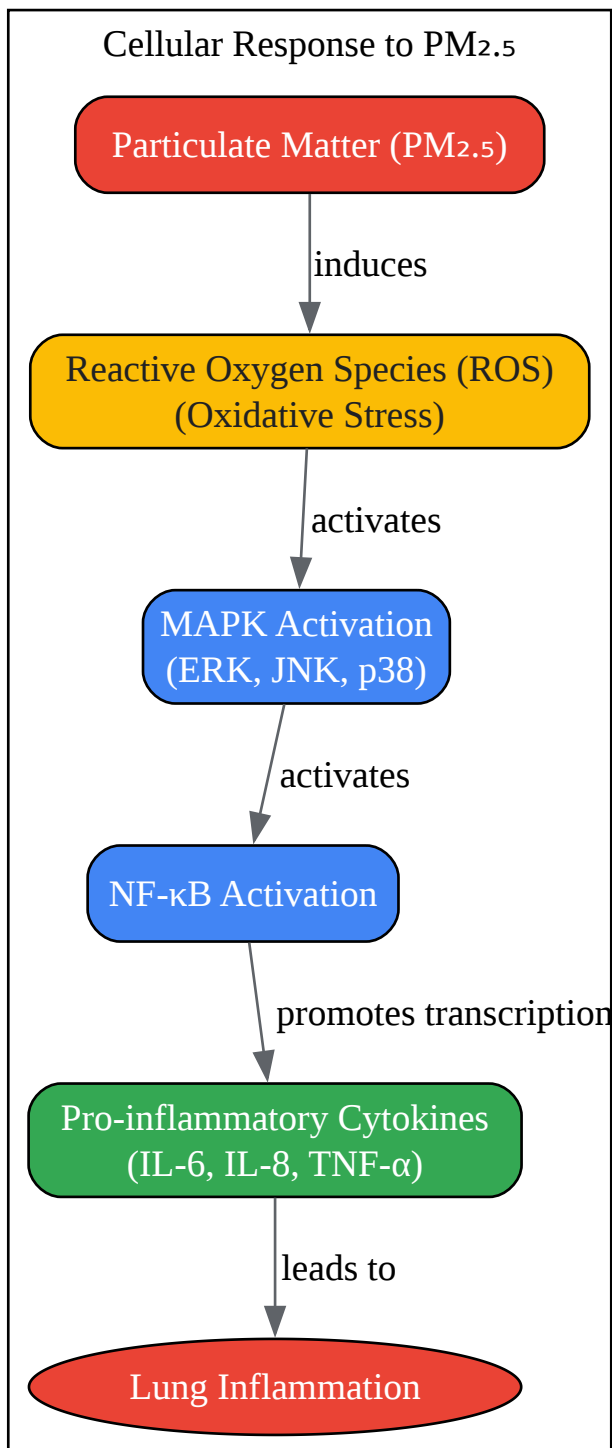 Cellular Response to PM₂.₅
Particulate Matter (PM₂.₅)
induces
Reactive Oxygen Species (ROS)
(Oxidative Stress)
activates
MAPK Activation
(ERK, JNK, p38)
activates
NF-κB Activation
promotes transcription
Pro-inflammatory Cytokines
(IL-6, IL-8, TNF-α)
leads to
Lung Inflammation